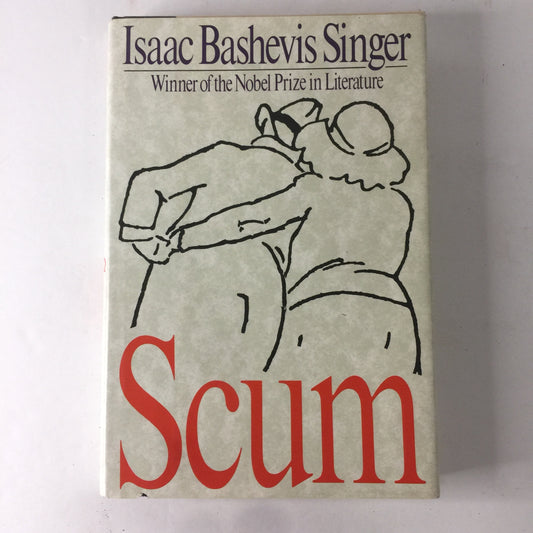 Isaac Bashevis Singer
Winner of the Nobel Prize in Literature
Scum